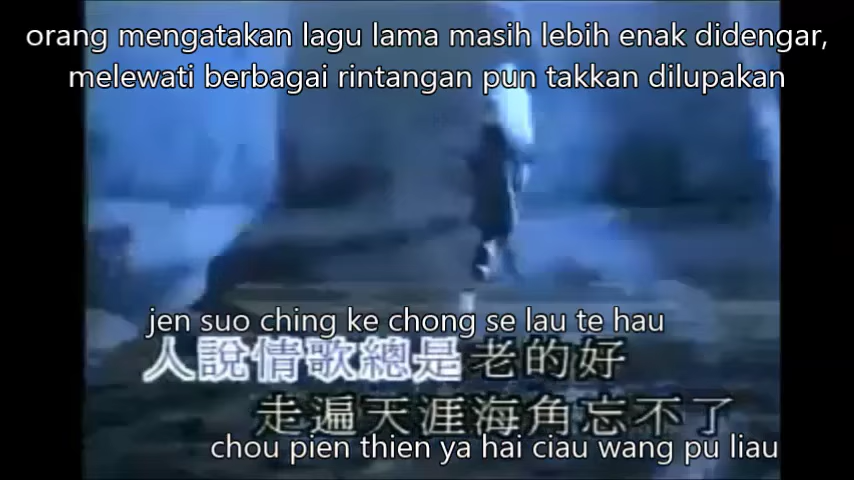 orang mengatakan lagu lama masih lebih enak didengar,
melewati berbagai rintangan pun takkan dilupakan
jen suo ching ke chong se lau te hau
人說情歌總是老的好
走遍天涯海角忘不了
chou pien thien ya hai ciau wang pu liau